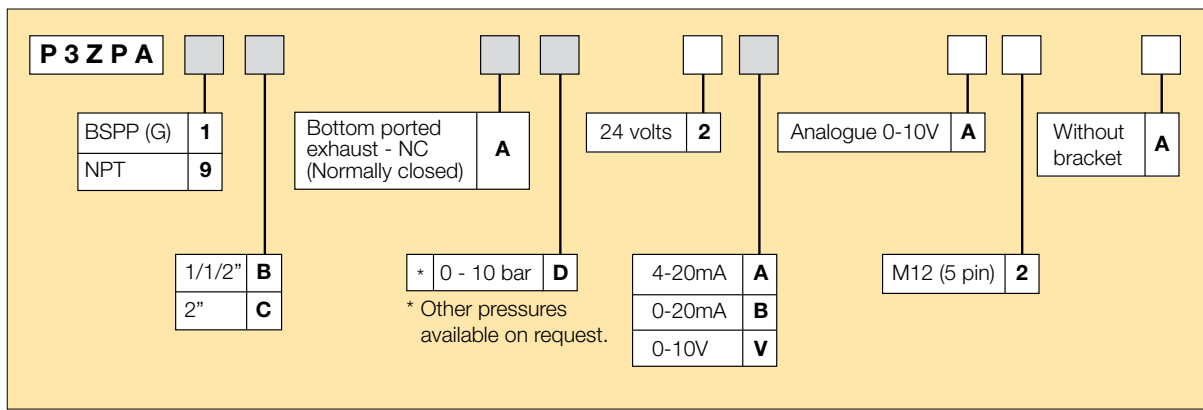 P3ZPA
BSPP (G) 1
NPT 9
Bottom ported
exhaust - NC
(Normally closed)
A
24 volts 2
Analogue 0-10V A
Without
bracket
A
1/1/2” B
2” C
* 0 - 10 bar D
* Other pressures
available on request.
4-20mA A
0-20mA B
0-10V V
M12 (5 pin) 2